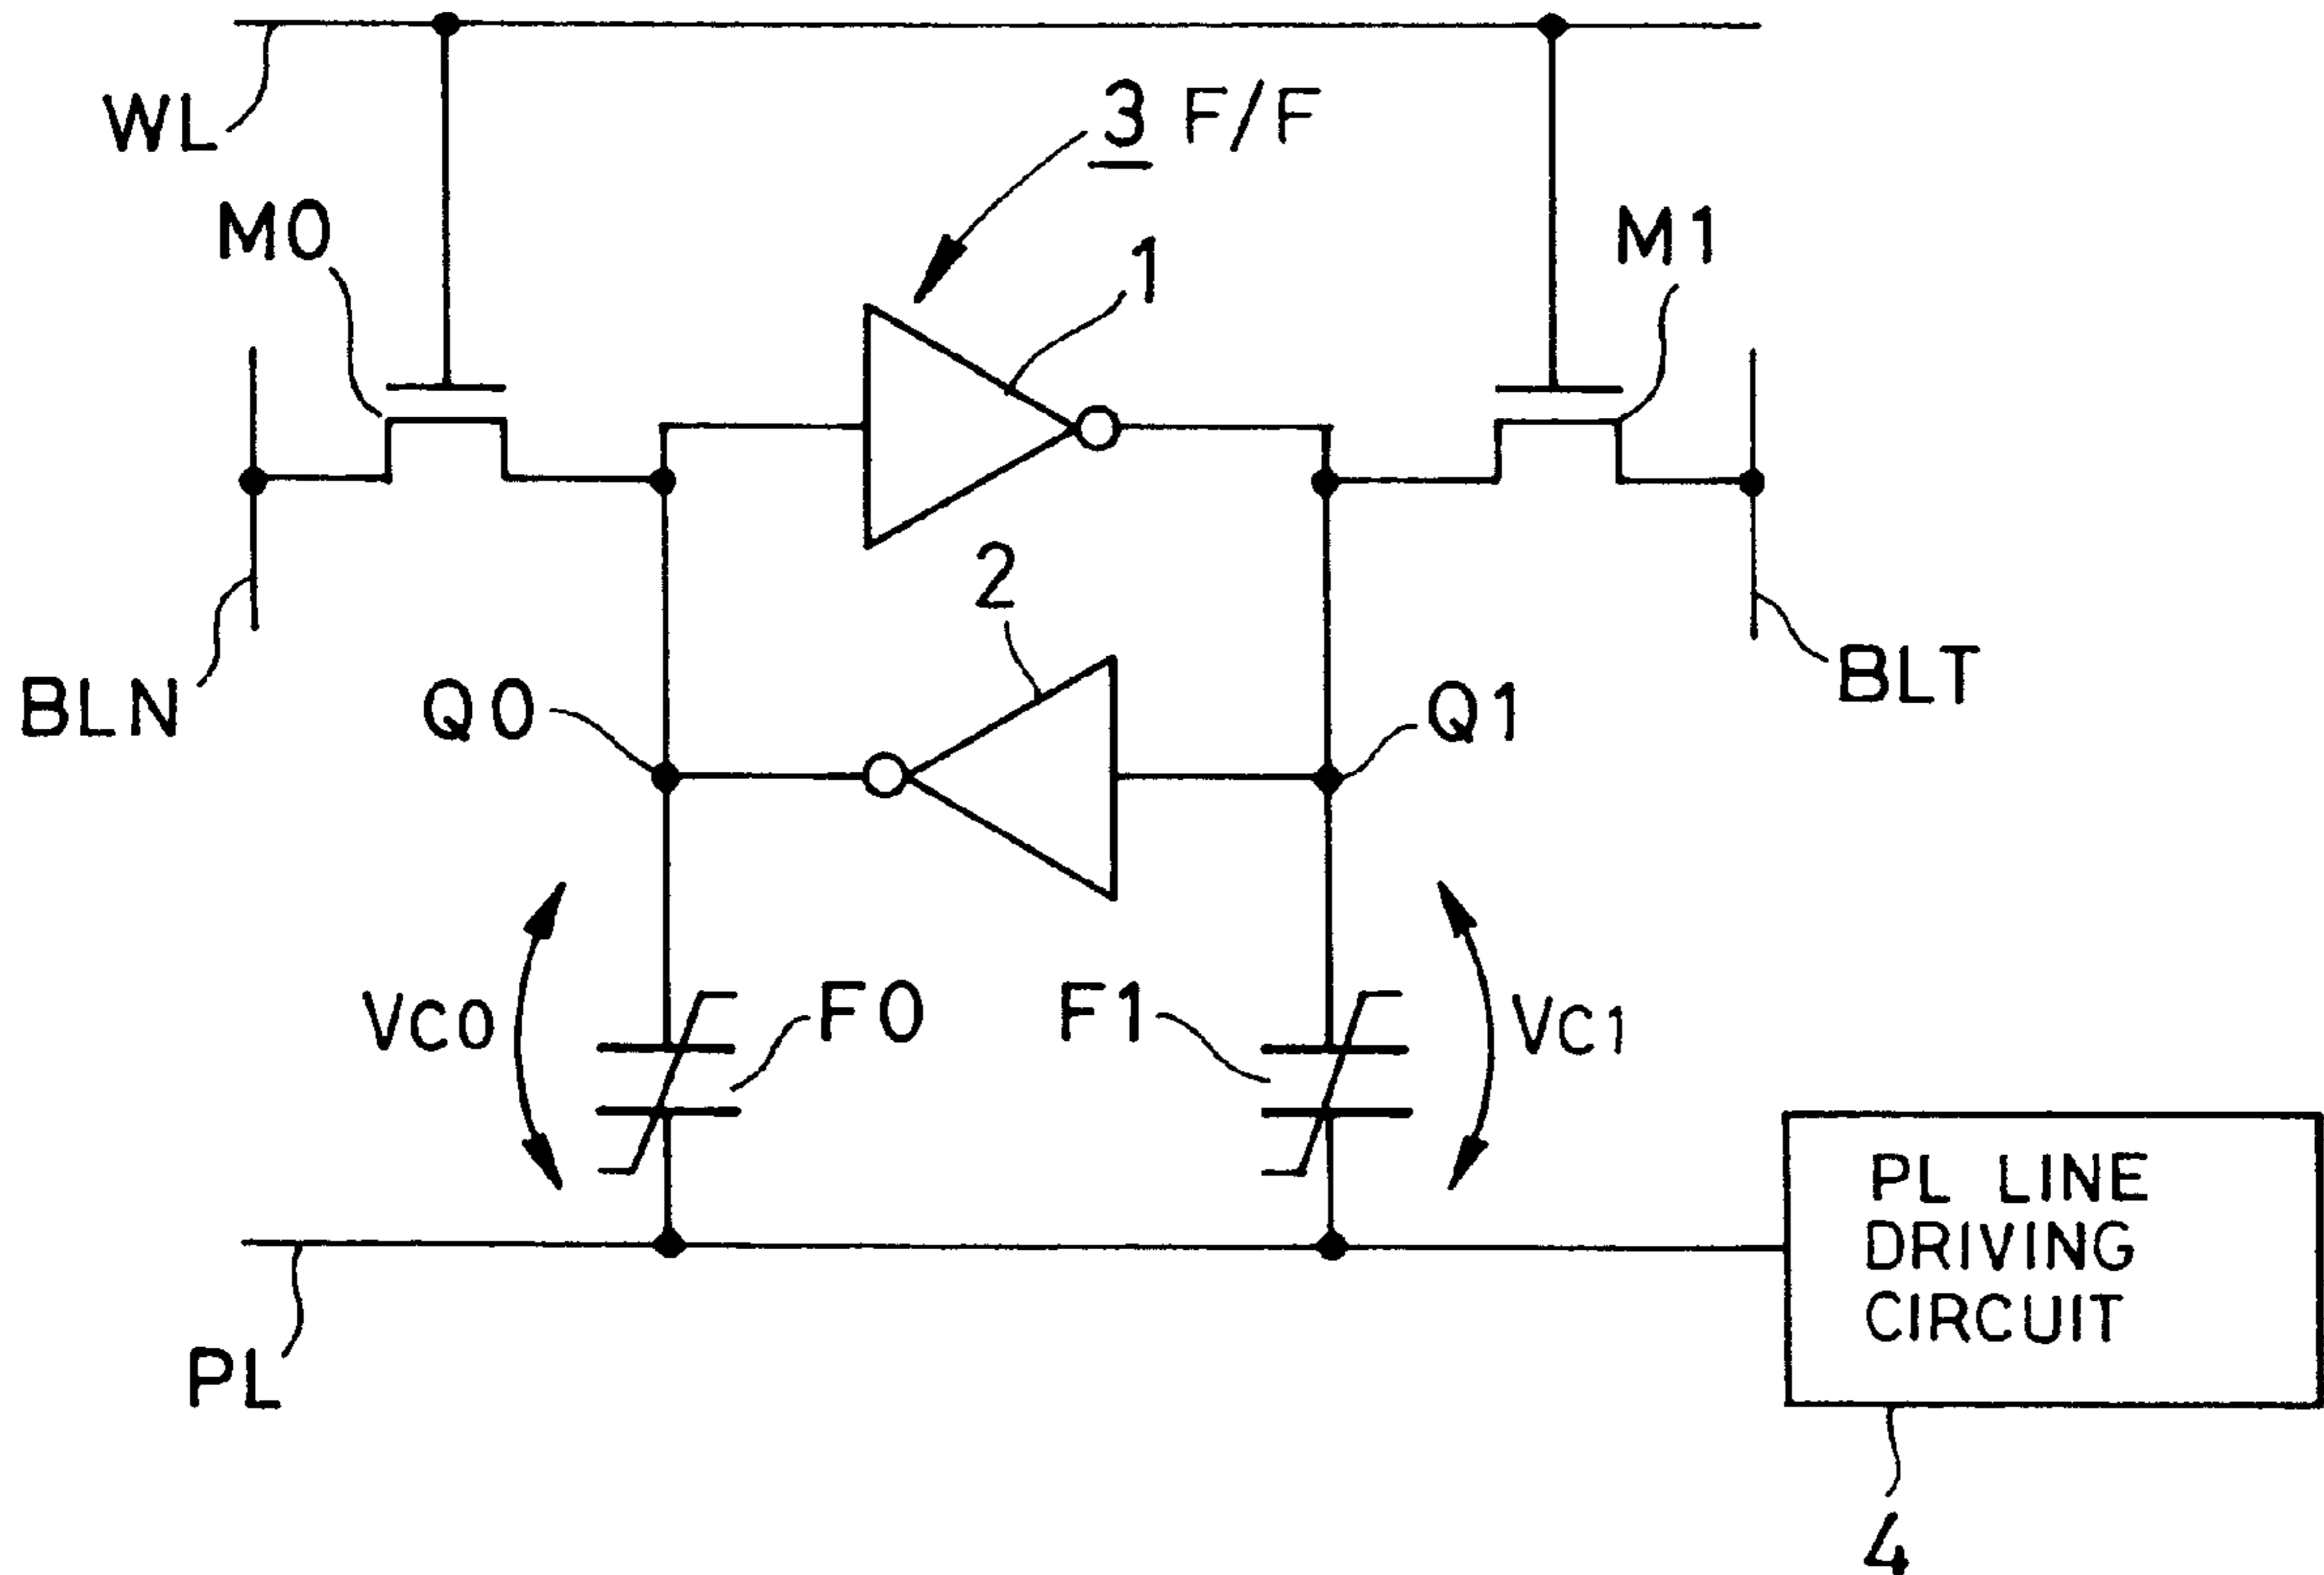 WL
3 F/F
M0
M1
1
2
BLN
Q0
Q1
BLT
VC0
F0
F1
VC1
PL LINE
DRIVING
CIRCUIT
PL
4